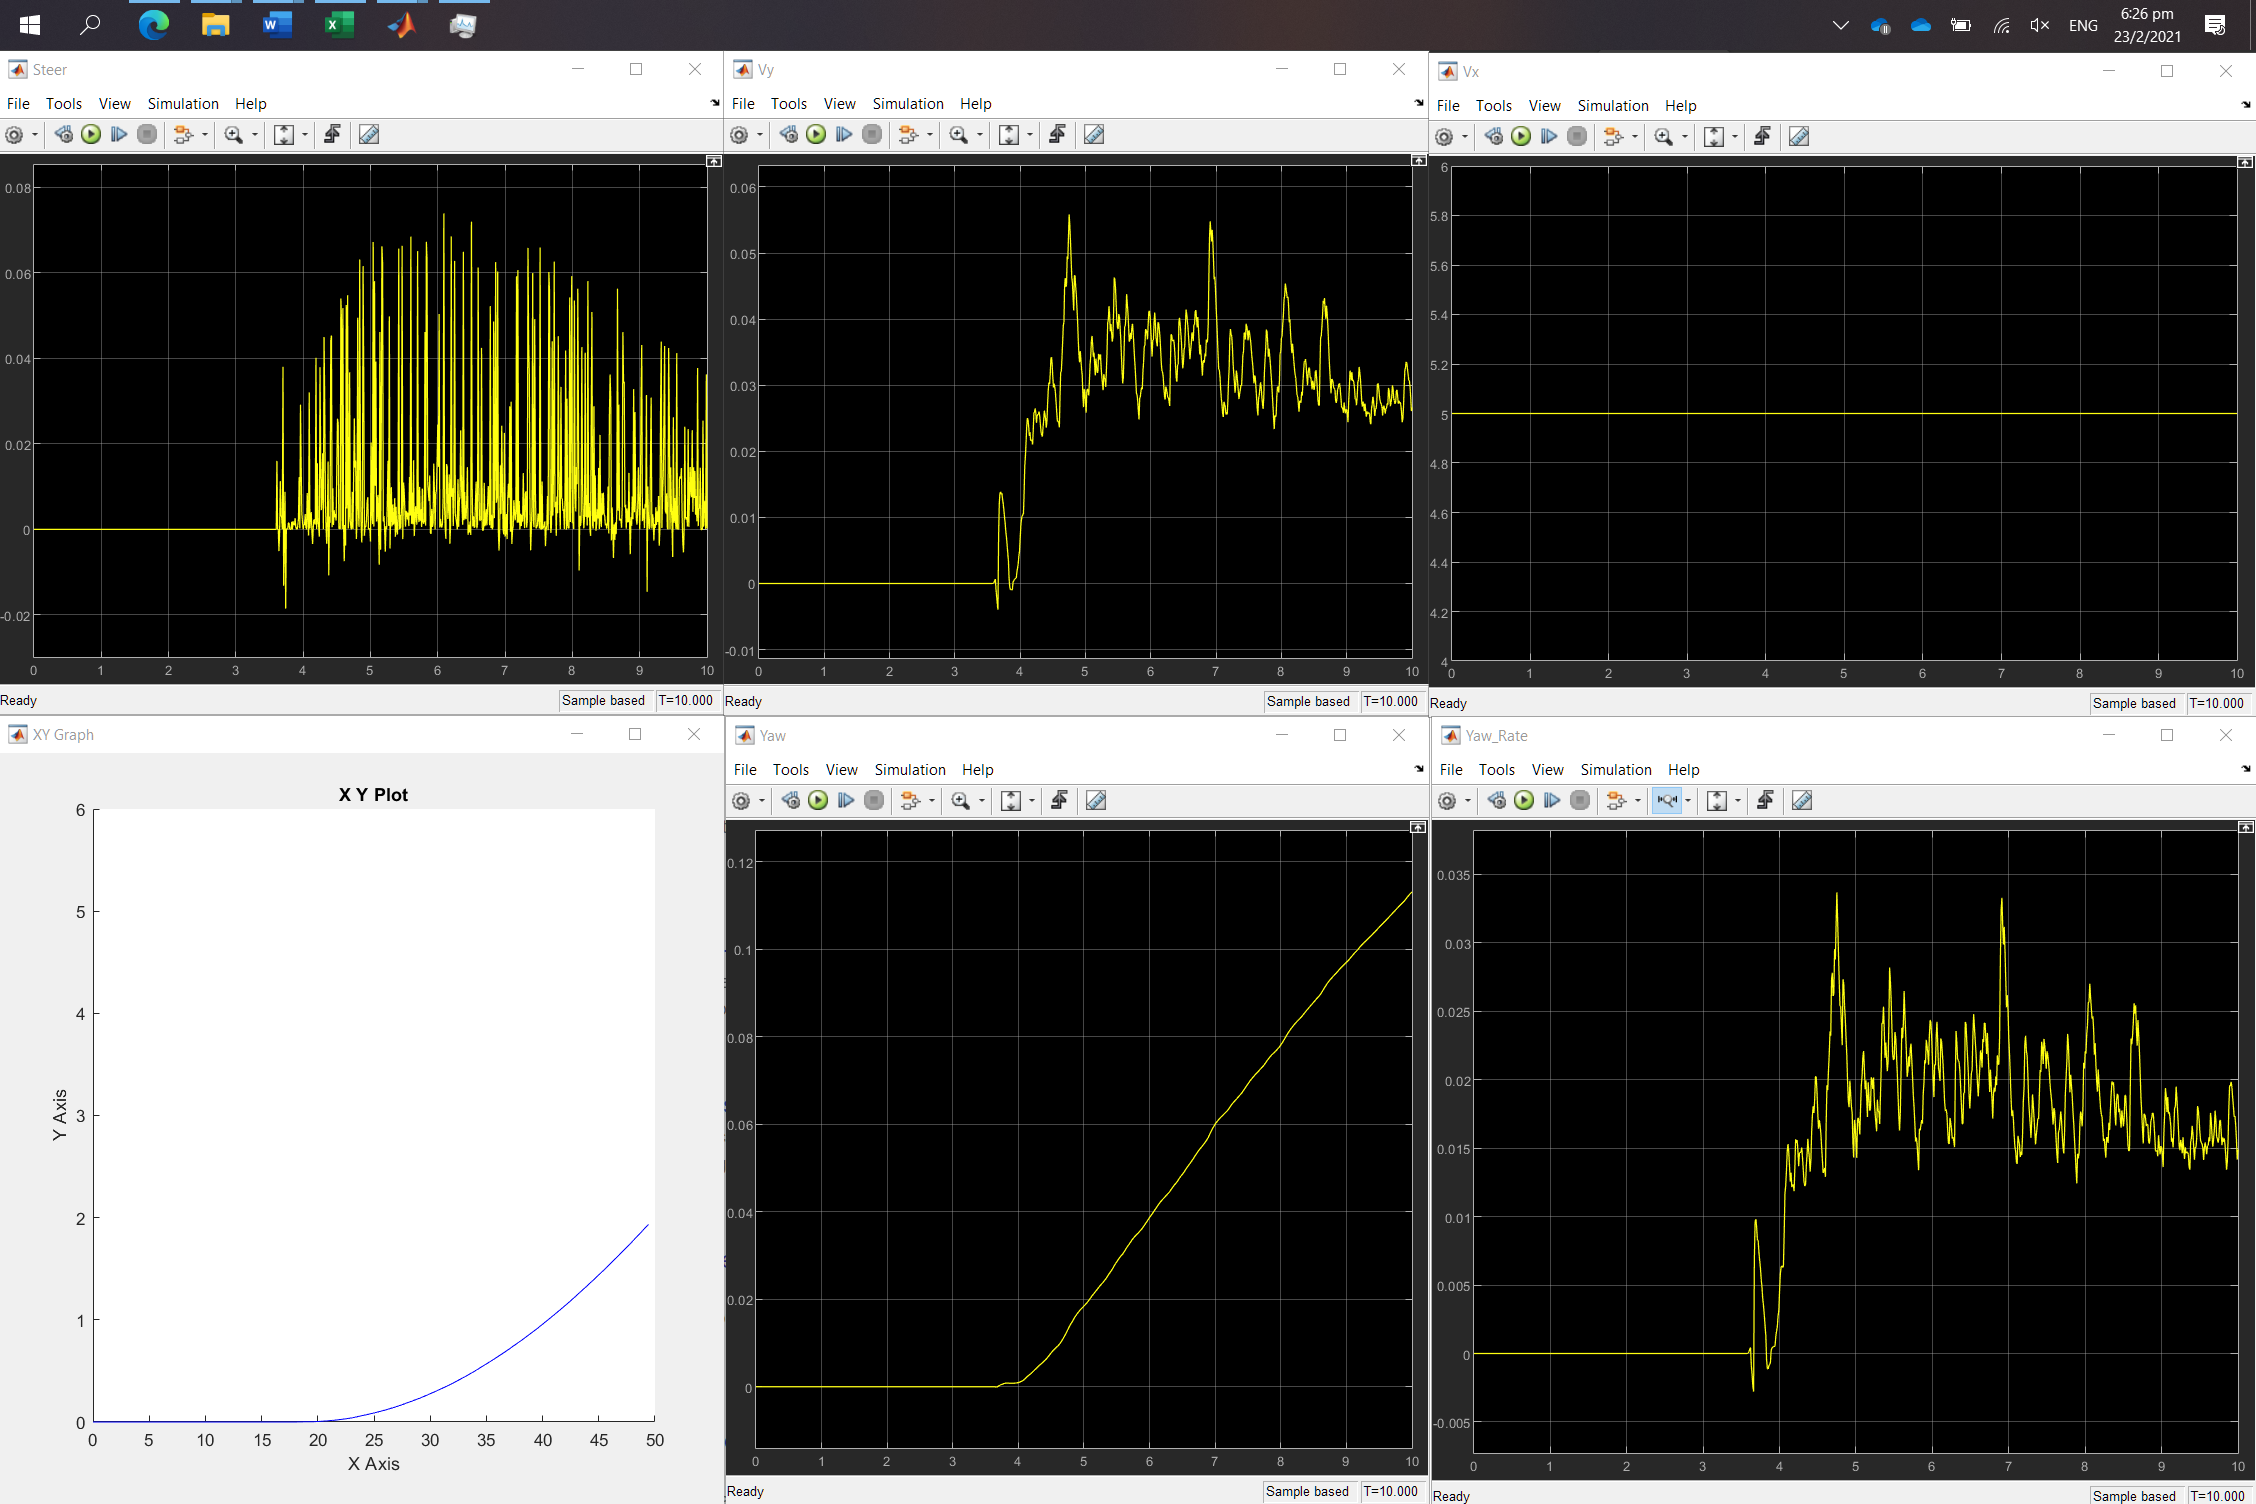 6:26 pm
ENG
23/2/2021
Steer
File Tools View Simulation Help
0.08
0.06
0.04
0.02
0
-0.02
0 1 2 3 4 5 6 7 8 9 10
Ready Sample based T=10.000
Vy
File Tools View Simulation Help
0.06
0.05
0.04
0.03
0.02
0.01
0
-0.01
0 1 2 3 4 5 6 7 8 9 10
Ready Sample based T=10.000
Vx
File Tools View Simulation Help
6
5.8
5.6
5.4
5.2
5
4.8
4.6
4.4
4.2
4
0 1 2 3 4 5 6 7 8 9 10
Ready Sample based T=10.000
XY Graph
X Y Plot
6
5
4
3
2
1
0
Y Axis
0 5 10 15 20 25 30 35 40 45 50
X Axis
Yaw
File Tools View Simulation Help
0.12
0.1
0.08
0.06
0.04
0.02
0
0 1 2 3 4 5 6 7 8 9 10
Ready Sample based T=10.000
Yaw_Rate
File Tools View Simulation Help
0.035
0.03
0.025
0.02
0.015
0.01
0.005
0
-0.005
0 1 2 3 4 5 6 7 8 9 10
Ready Sample based T=10.000